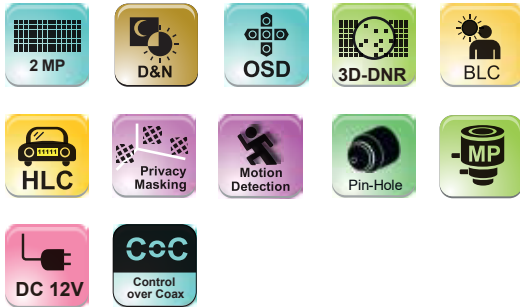 2 MP
D&N
OSD
3D-DNR
BLC
HLC
Privacy
Masking
Motion
Detection
Pin-Hole
MP
DC 12V
CoC
Control
over Coax